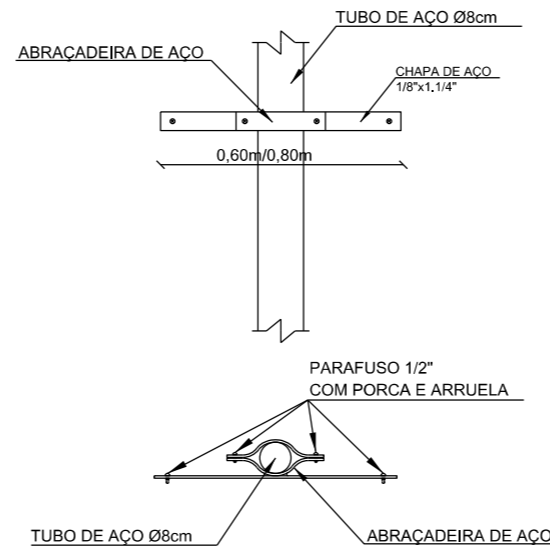 TUBO DE AÇO Ø8cm
ABRAÇADEIRA DE AÇO
CHAPA DE AÇO
1/8"x1.1/4"
0,60m/0,80m
PARAFUSO 1/2"
COM PORCA E ARRUELA
TUBO DE AÇO Ø8cm
ABRAÇADEIRA DE AÇO